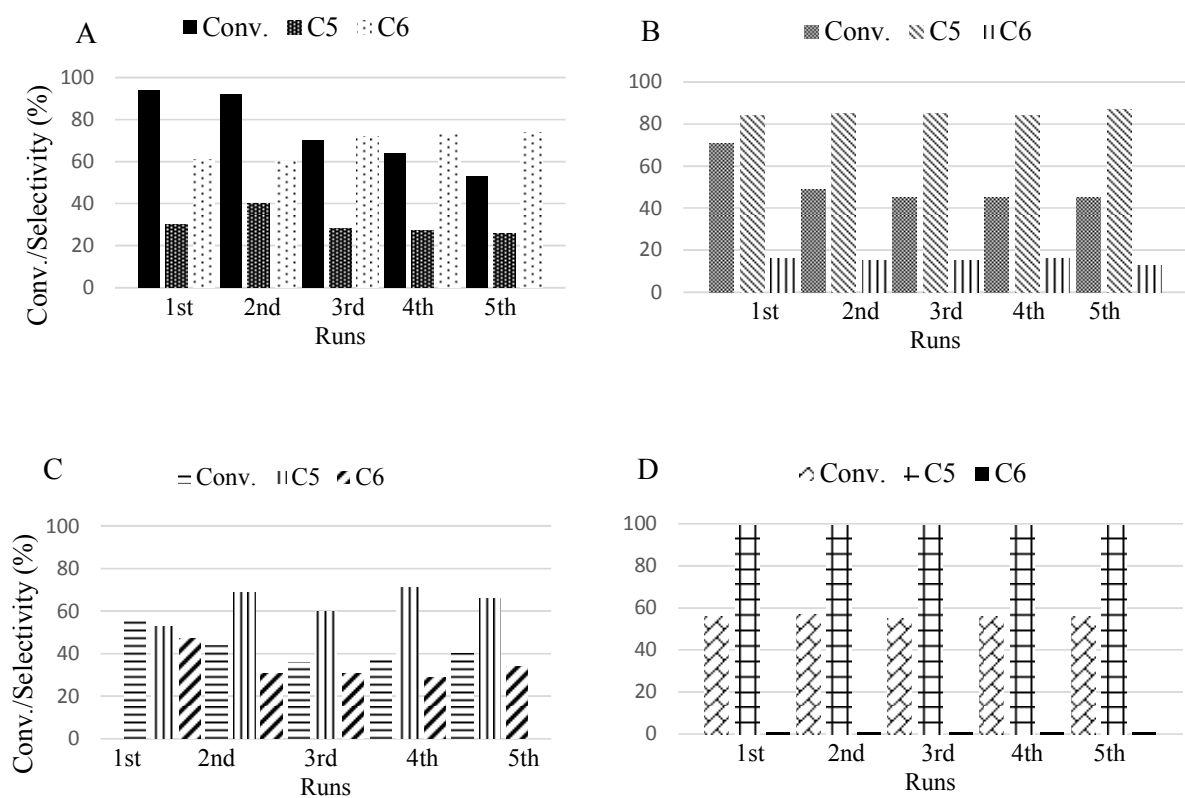 A
Conv. C5 C6
Conv./Selectivity (%)
100
80
60
40
20
0
1st 2nd 3rd 4th 5th
Runs
B
Conv. C5 C6
100
80
60
40
20
0
1st 2nd 3rd 4th 5th
Runs
C
Conv. C5 C6
Conv./Selectivity (%)
100
80
60
40
20
0
1st 2nd 3rd 4th 5th
Runs
D
Conv. C5 C6
100
80
60
40
20
0
1st 2nd 3rd 4th 5th
Runs